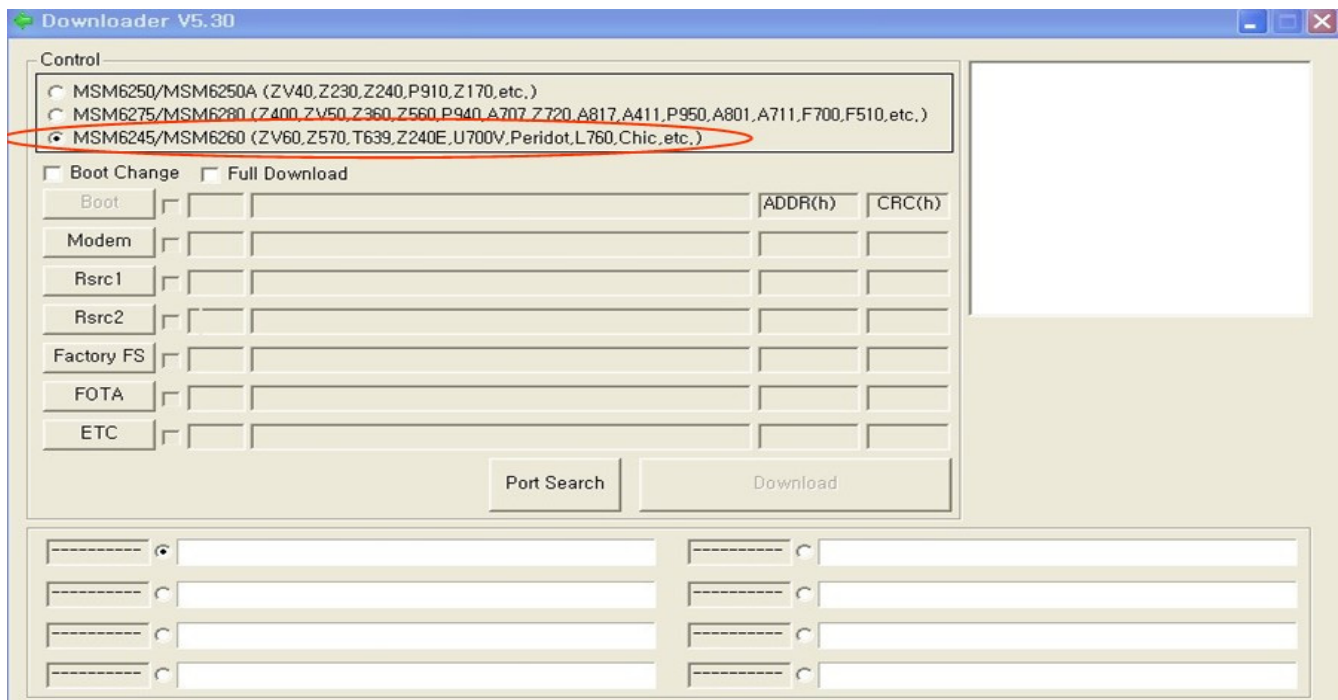 Downloader V5.30
Control
MSM6250/MSM6250A (ZV40,Z230,Z240,P910,Z170,etc.)
MSM6275/MSM6280 (Z400,ZV50,Z360,Z560,P940,A707,Z720,A817,A411,P950,A801,A711,F700,F510,etc.)
MSM6245/MSM6260 (ZV60,Z570,T639,Z240E,U700V,Peridot,L760,Chic,etc.)
Boot Change Full Download
Boot ADDR(h) CRC(h)
Modem
Rsrc1
Rsrc2
Factory FS
FOTA
ETC
Port Search Download
---------- ----------
---------- ----------
---------- ----------
---------- ----------